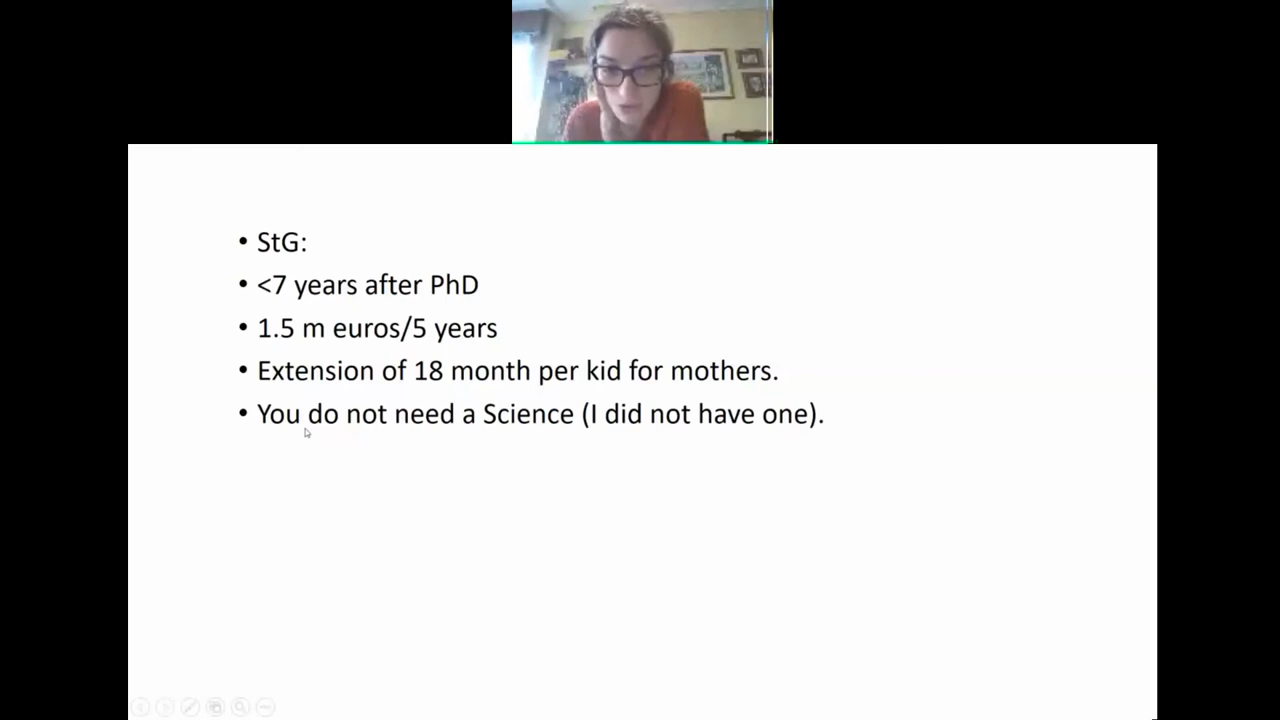 • StG:
• <7 years after PhD
• 1.5 m euros/5 years
• Extension of 18 month per kid for mothers.
• You do not need a Science (I did not have one).